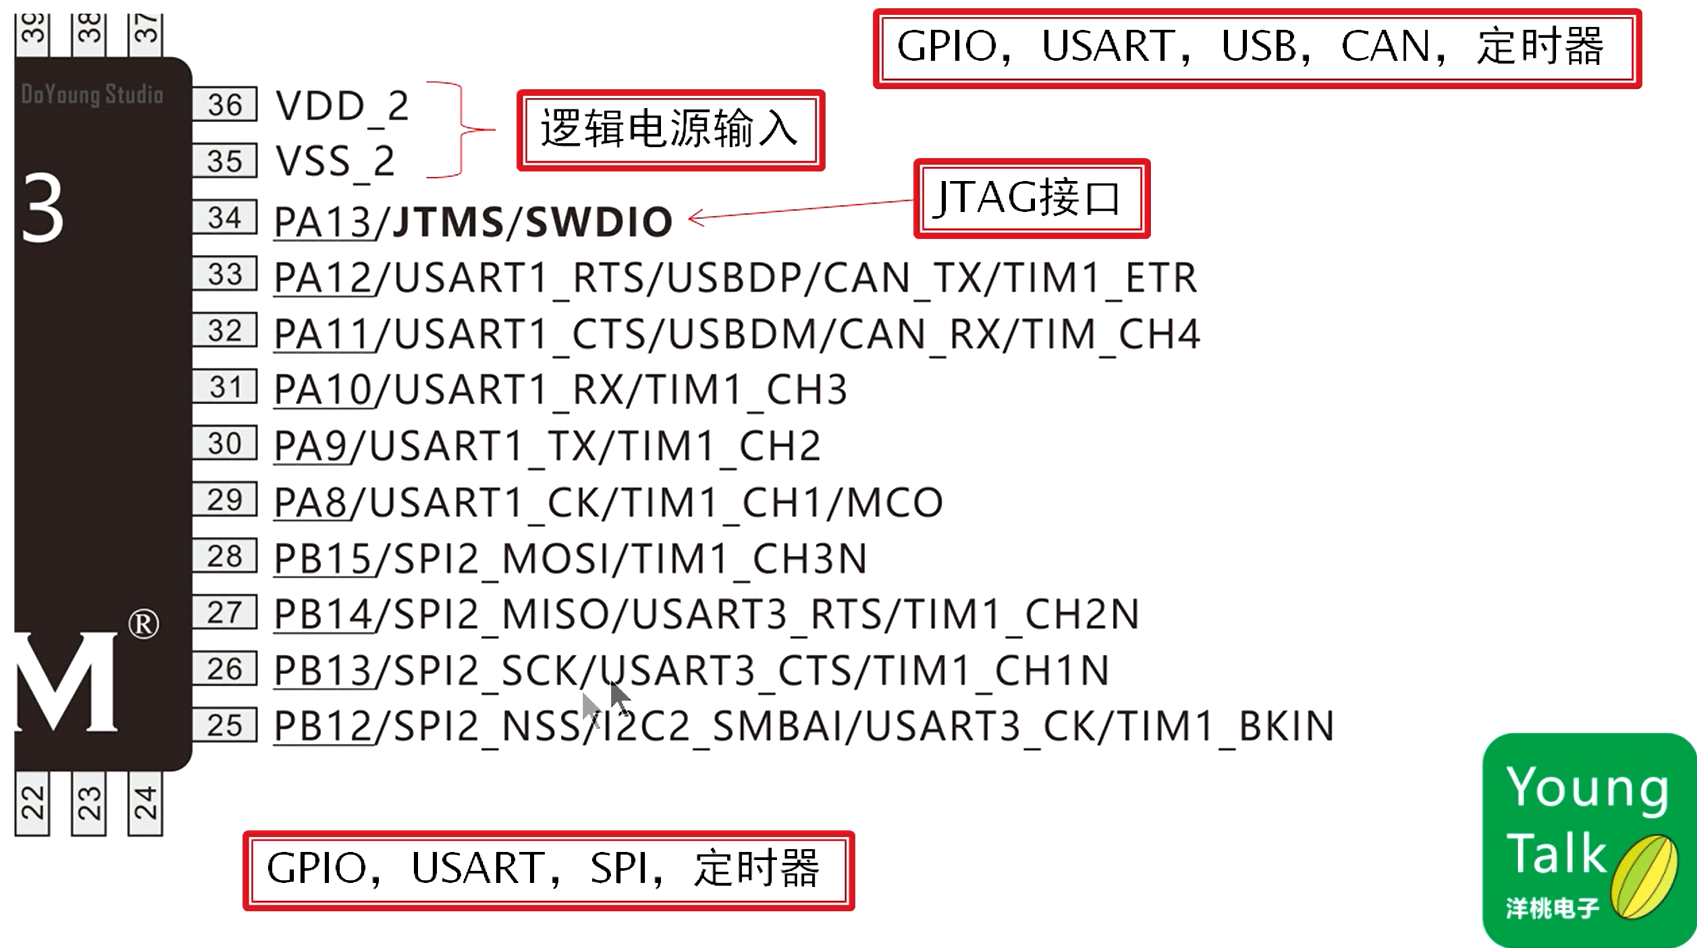 39 38 37
GPIO，USART，USB，CAN，定时器
DoYoung Studio
36 VDD_2
逻辑电源输入
35 VSS_2
3
JTAG接口
34 PA13/JTMS/SWDIO
33 PA12/USART1_RTS/USBDP/CAN_TX/TIM1_ETR
32 PA11/USART1_CTS/USBDM/CAN_RX/TIM_CH4
31 PA10/USART1_RX/TIM1_CH3
30 PA9/USART1_TX/TIM1_CH2
29 PA8/USART1_CK/TIM1_CH1/MCO
28 PB15/SPI2_MOSI/TIM1_CH3N
27 PB14/SPI2_MISO/USART3_RTS/TIM1_CH2N
M®
26 PB13/SPI2_SCK/USART3_CTS/TIM1_CH1N
25 PB12/SPI2_NSS/I2C2_SMBAI/USART3_CK/TIM1_BKIN
22 23 24
GPIO，USART，SPI，定时器
Young
Talk
洋桃电子